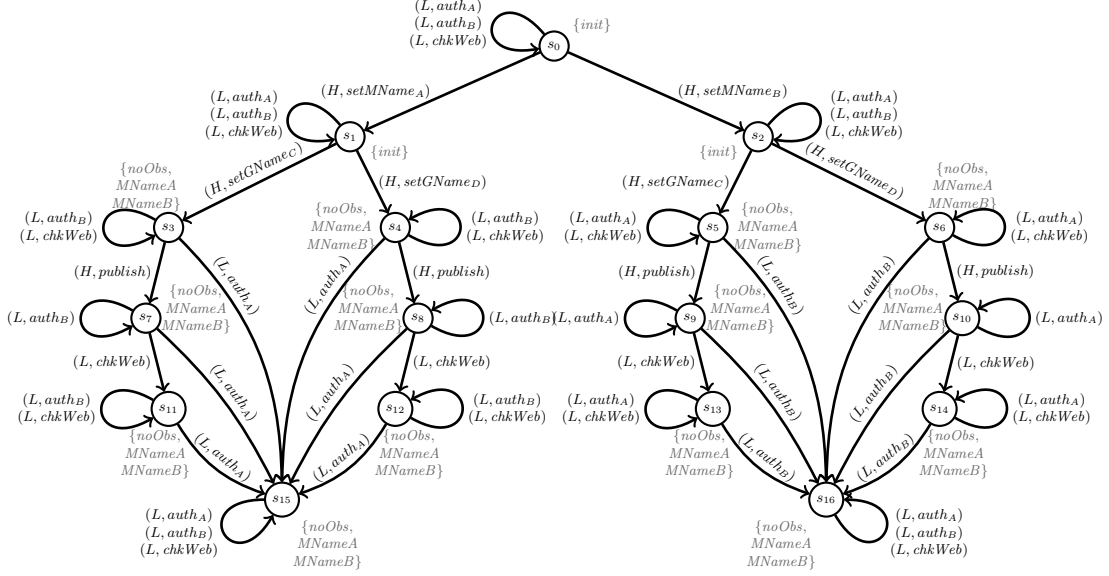 (L, auth_A)
(L, auth_B)
(L, chkWeb)
s_0
{init}
(H, setMName_A)
(H, setMName_B)
(L, auth_A)
(L, auth_B)
(L, chkWeb)
s_1
{init}
s_2
{init}
(L, auth_A)
(L, auth_B)
(L, chkWeb)
(H, setGName_C)
(H, setGName_D)
(H, setGName_C)
(H, setGName_D)
{noObs,
MNameA
MNameB}
(L, auth_B)
(L, chkWeb)
s_3
{noObs,
MNameA
MNameB}
s_4
(L, auth_B)
(L, chkWeb)
(L, auth_A)
(L, chkWeb)
s_5
{noObs,
MNameA
MNameB}
{noObs,
MNameA
MNameB}
s_6
(L, auth_A)
(L, chkWeb)
(H, publish)
(L, auth_A)
(L, auth_A)
(H, publish)
(H, publish)
(L, auth_B)
(L, auth_B)
(H, publish)
(L, auth_B)
s_7
{noObs,
MNameA
MNameB}
{noObs,
MNameA
MNameB}
s_8
(L, auth_B)
(L, auth_A)
s_9
{noObs,
MNameA
MNameB}
{noObs,
MNameA
MNameB}
s_10
(L, auth_A)
(L, chkWeb)
(L, auth_A)
(L, auth_A)
(L, chkWeb)
(L, chkWeb)
(L, auth_B)
(L, auth_B)
(L, chkWeb)
(L, auth_B)
(L, chkWeb)
s_11
{noObs,
MNameA
MNameB}
s_12
{noObs,
MNameA
MNameB}
(L, auth_B)
(L, chkWeb)
(L, auth_A)
(L, chkWeb)
s_13
{noObs,
MNameA
MNameB}
s_14
{noObs,
MNameA
MNameB}
(L, auth_A)
(L, chkWeb)
(L, auth_A)
(L, auth_A)
(L, auth_B)
(L, auth_B)
s_15
(L, auth_A)
(L, auth_B)
(L, chkWeb)
{noObs,
MNameA
MNameB}
s_16
{noObs,
MNameA
MNameB}
(L, auth_A)
(L, auth_B)
(L, chkWeb)